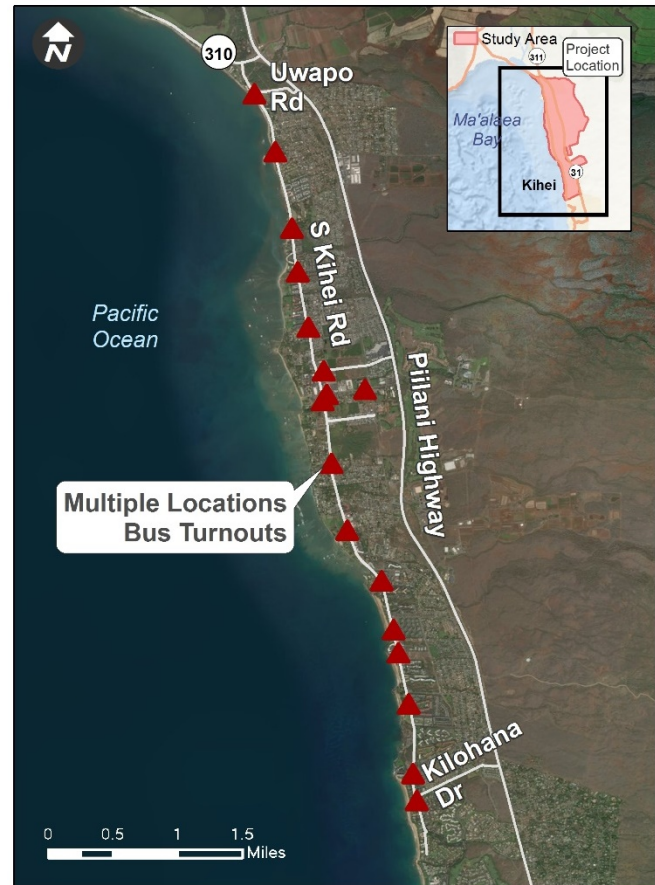 N
310
Uwapo
Rd
Study Area
311
Project
Location
Ma'alaea
Bay
31
Kihei
S Kihei Rd
Pacific
Ocean
Piilani Highway
Multiple Locations
Bus Turnouts
Kilohana
Dr
0 0.5 1 1.5
Miles